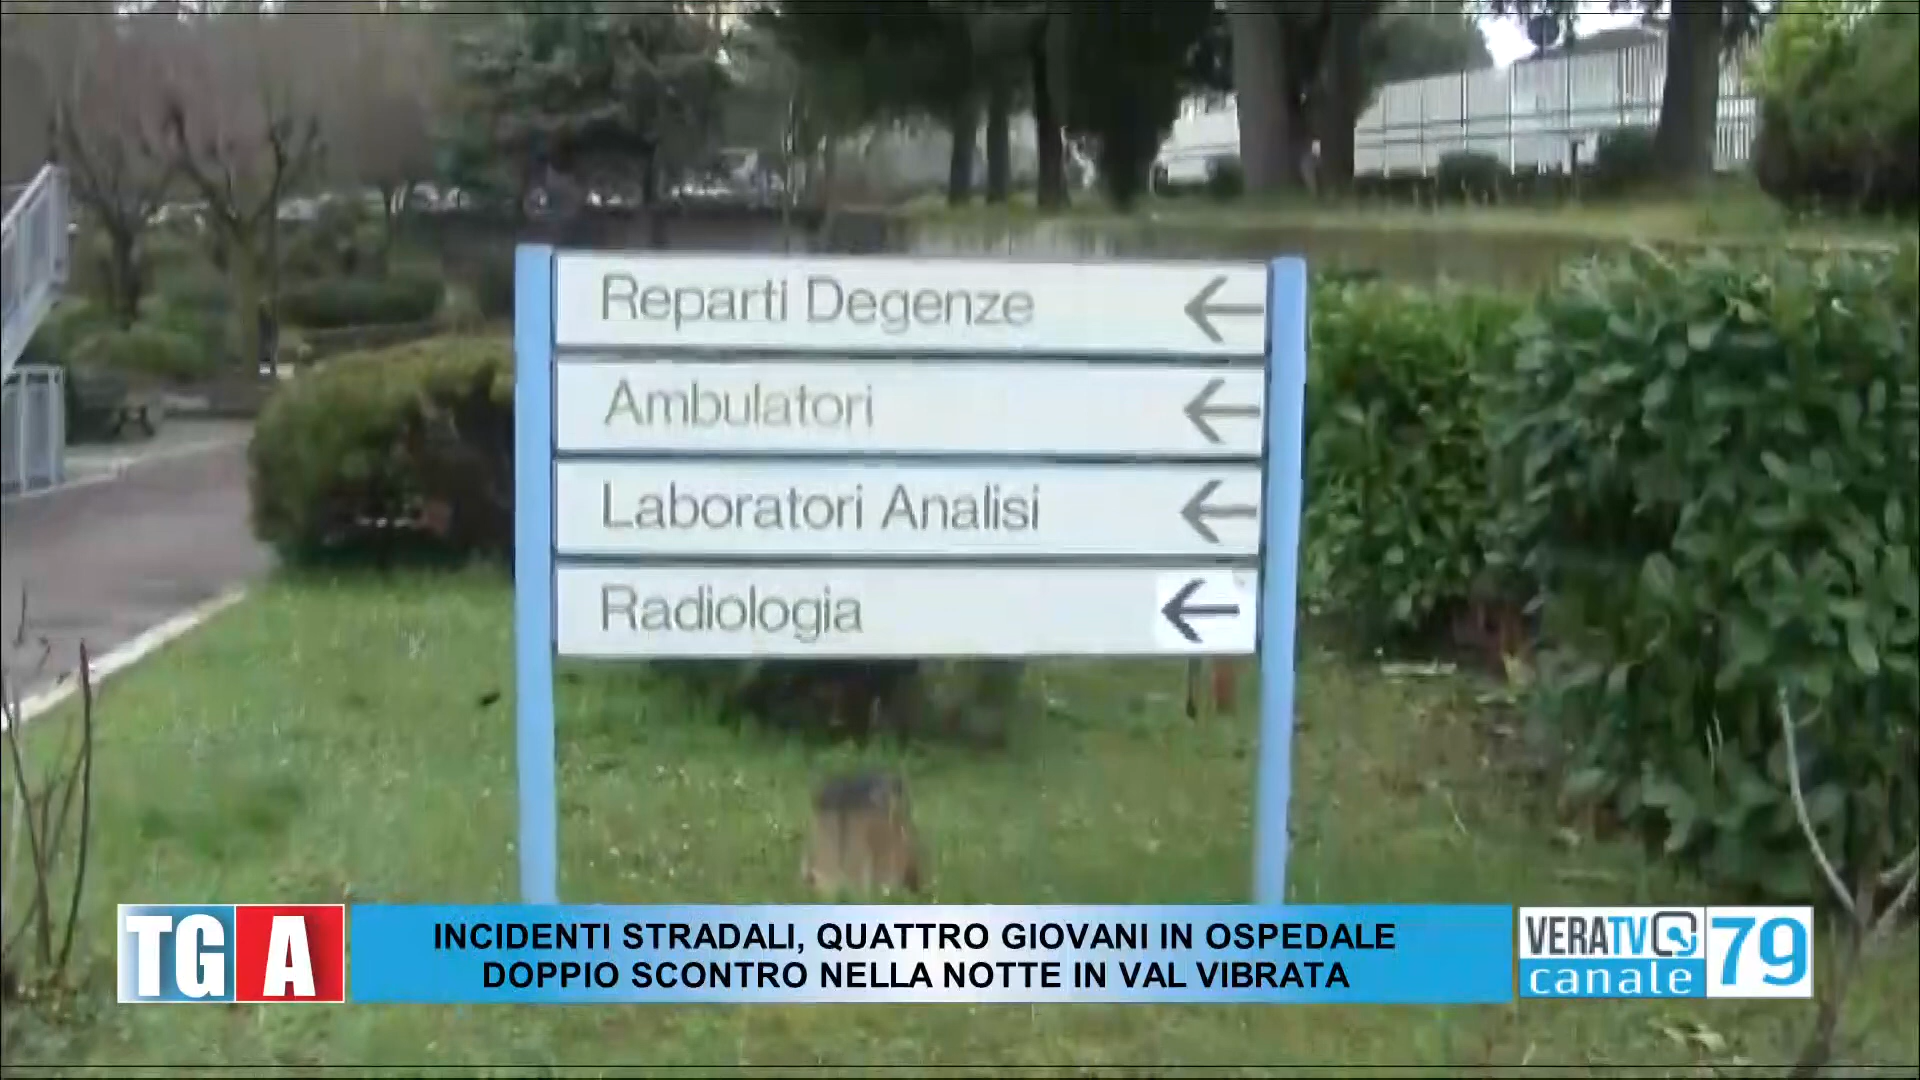 Reparti Degenze
Ambulatori
Laboratori Analisi
Radiologia
TG A
INCIDENTI STRADALI, QUATTRO GIOVANI IN OSPEDALE
DOPPIO SCONTRO NELLA NOTTE IN VAL VIBRATA
VERATV
canale 79